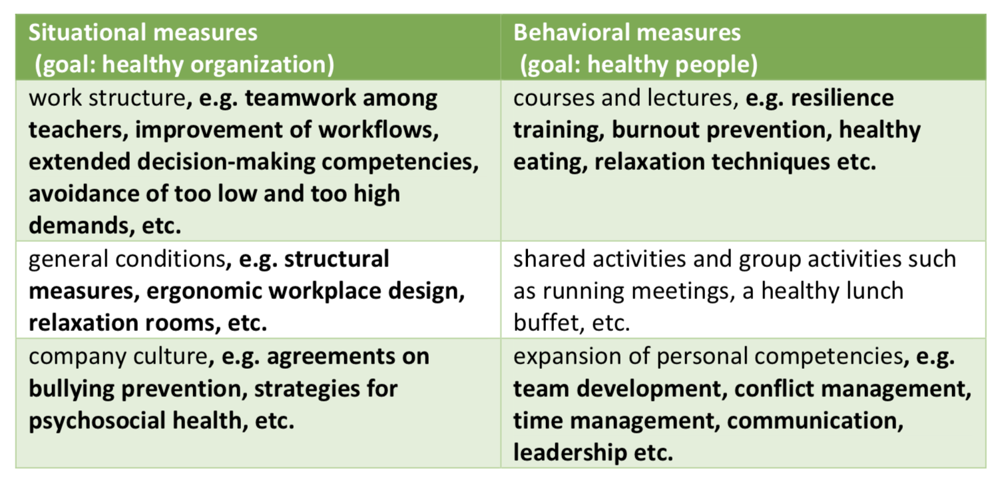 Situational measures
(goal: healthy organization)
Behavioral measures
(goal: healthy people)
work structure, e.g. teamwork among
teachers, improvement of workflows,
extended decision-making competencies,
avoidance of too low and too high
demands, etc.
courses and lectures, e.g. resilience
training, burnout prevention, healthy
eating, relaxation techniques etc.
general conditions, e.g. structural
measures, ergonomic workplace design,
relaxation rooms, etc.
shared activities and group activities such
as running meetings, a healthy lunch
buffet, etc.
company culture, e.g. agreements on
bullying prevention, strategies for
psychosocial health, etc.
expansion of personal competencies, e.g.
team development, conflict management,
time management, communication,
leadership etc.